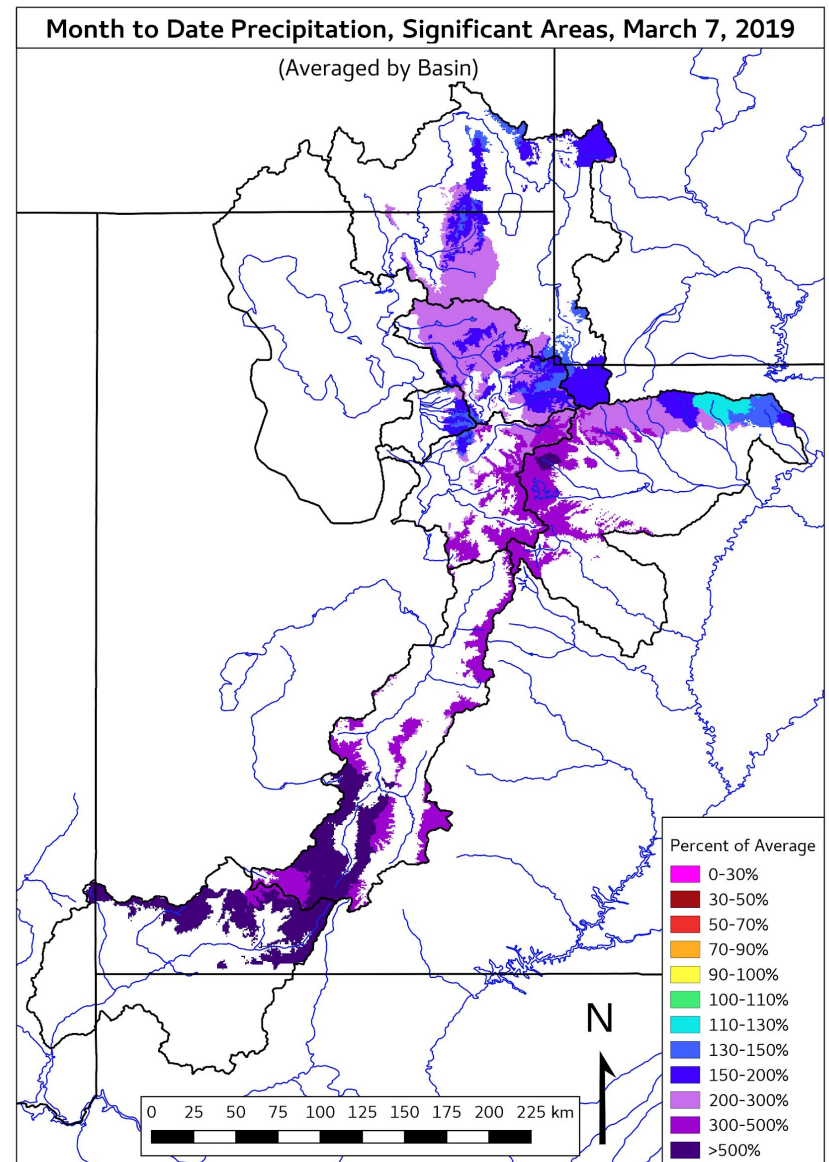 Month to Date Precipitation, Significant Areas, March 7, 2019
(Averaged by Basin)
Percent of Average
0-30%
30-50%
50-70%
70-90%
90-100%
100-110%
110-130%
130-150%
150-200%
200-300%
300-500%
>500%
N
0 25 50 75 100 125 150 175 200 225 km